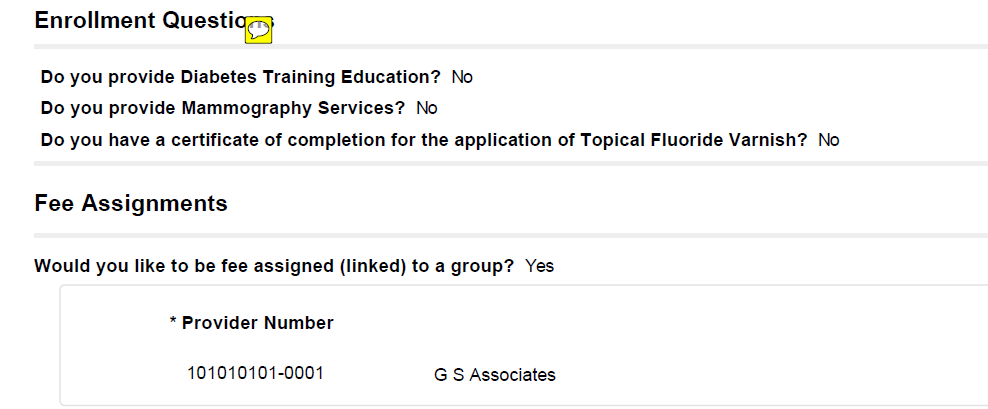 Enrollment Questions
Do you provide Diabetes Training Education? No
Do you provide Mammography Services? No
Do you have a certificate of completion for the application of Topical Fluoride Varnish? No
Fee Assignments
Would you like to be fee assigned (linked) to a group? Yes
* Provider Number
101010101-0001 G S Associates